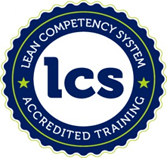 LEAN COMPETENCY SYSTEM
lcs
ACCREDITED TRAINING